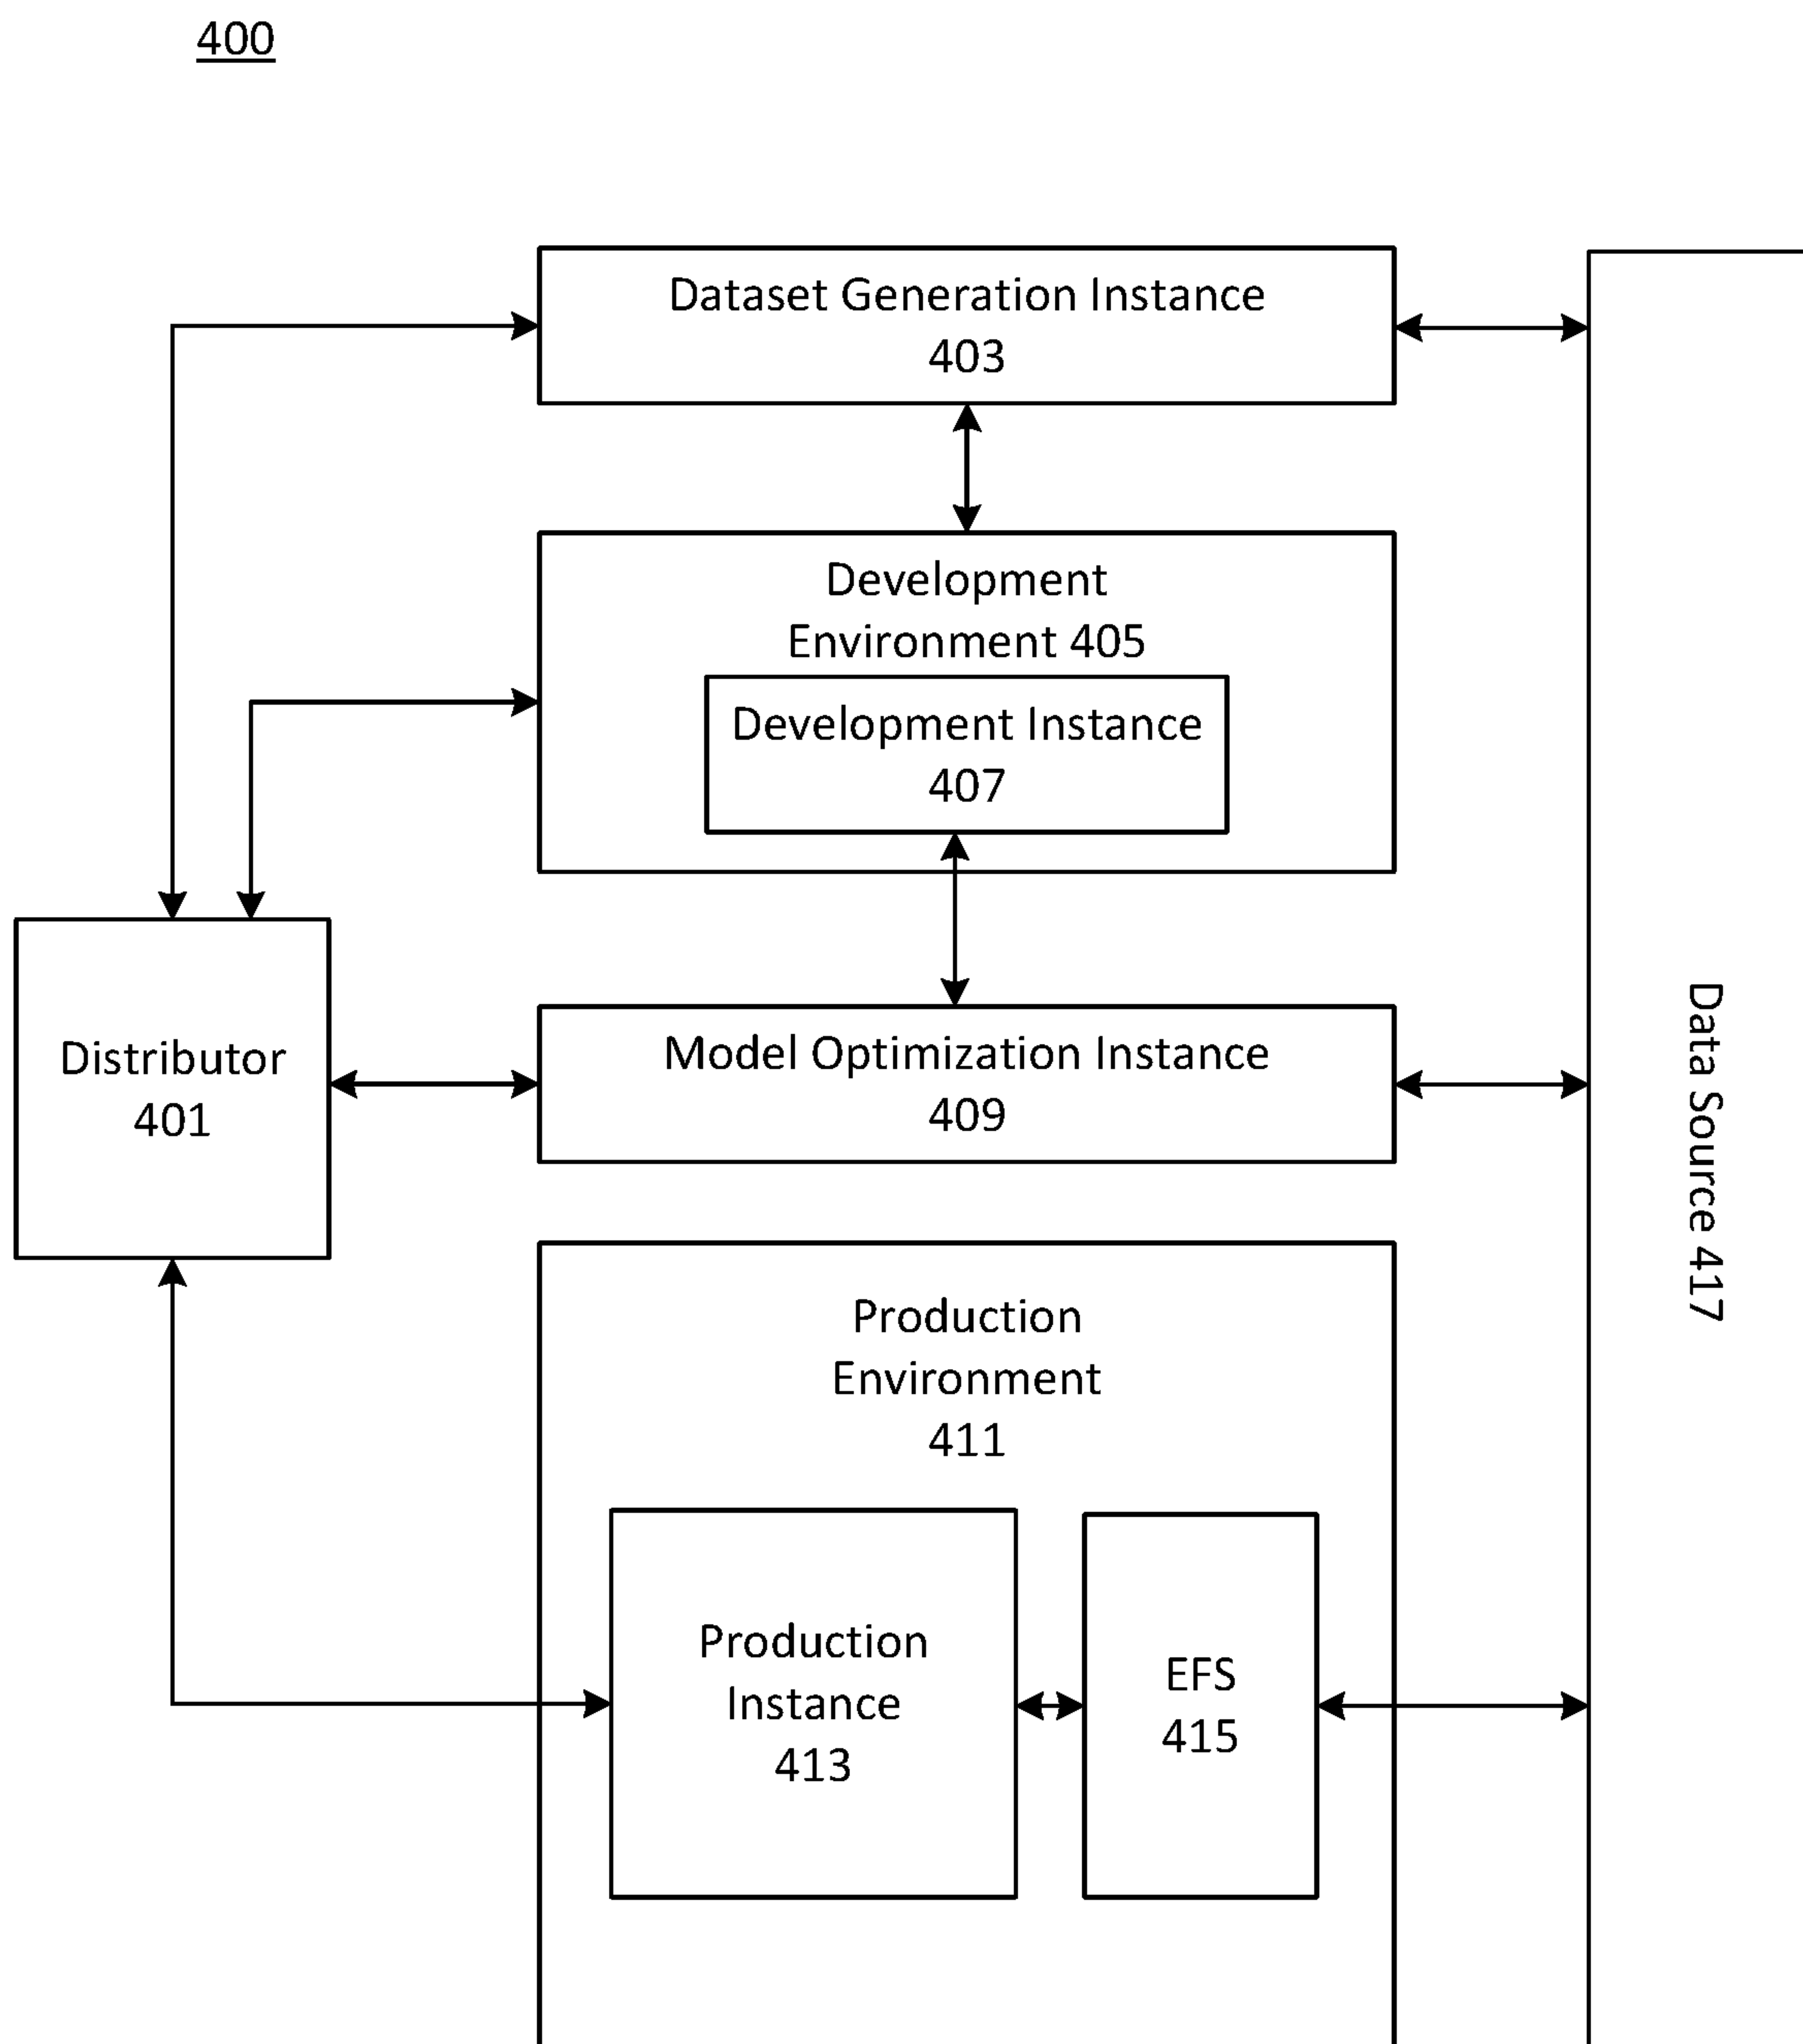 400
Dataset Generation Instance
403
Development
Environment 405
Development Instance
407
Distributor
401
Model Optimization Instance
409
Data Source 417
Production
Environment
411
Production
Instance
413
EFS
415